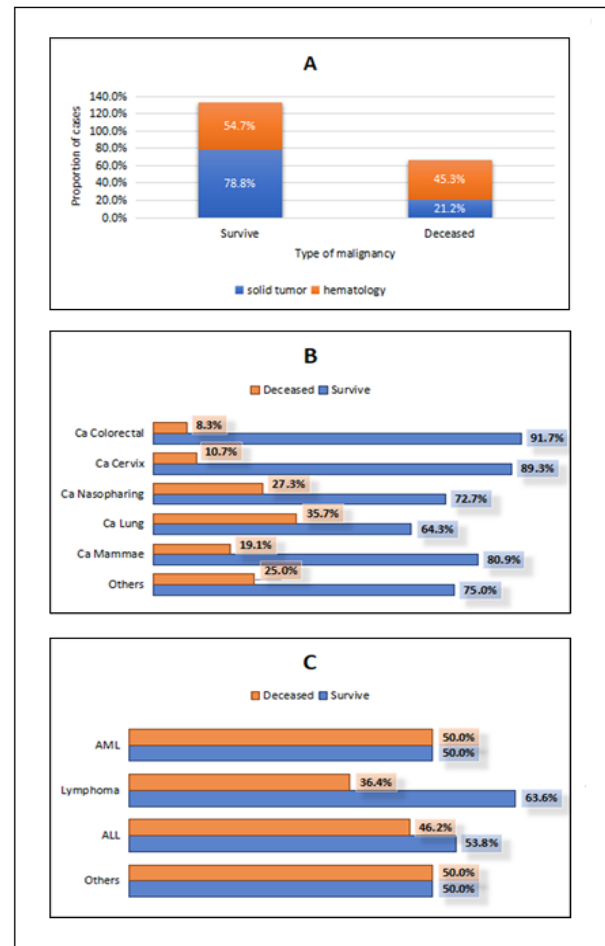 A
Proportion of cases
140.0%
120.0%
100.0%
80.0%
60.0%
40.0%
20.0%
0.0%
54.7%
78.8%
45.3%
21.2%
Survive
Deceased
Type of malignancy
solid tumor
hematology
B
Deceased
Survive
Ca Colorectal
8.3%
91.7%
Ca Cervix
10.7%
89.3%
Ca Nasopharing
27.3%
72.7%
Ca Lung
35.7%
64.3%
Ca Mammae
19.1%
80.9%
Others
25.0%
75.0%
C
Deceased
Survive
AML
50.0%
50.0%
Lymphoma
36.4%
63.6%
ALL
46.2%
53.8%
Others
50.0%
50.0%